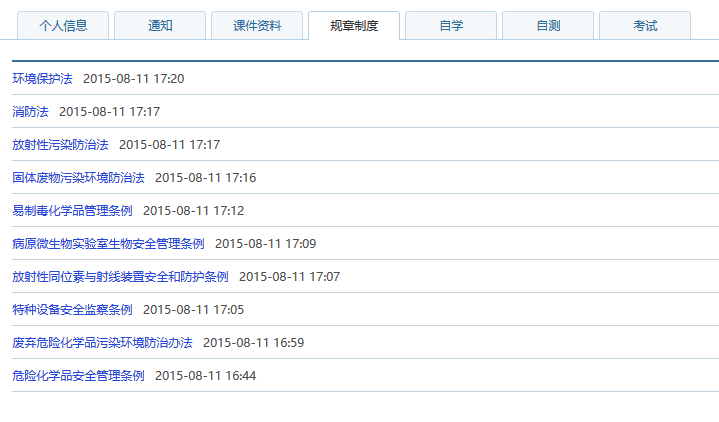 个人信息 通知 课件资料 规章制度 自学 自测 考试
环境保护法 2015-08-11 17:20
消防法 2015-08-11 17:17
放射性污染防治法 2015-08-11 17:17
固体废物污染环境防治法 2015-08-11 17:16
易制毒化学品管理条例 2015-08-11 17:12
病原微生物实验室生物安全管理条例 2015-08-11 17:09
放射性同位素与射线装置安全和防护条例 2015-08-11 17:07
特种设备安全监察条例 2015-08-11 17:05
废弃危险化学品污染环境防治办法 2015-08-11 16:59
危险化学品安全管理条例 2015-08-11 16:44